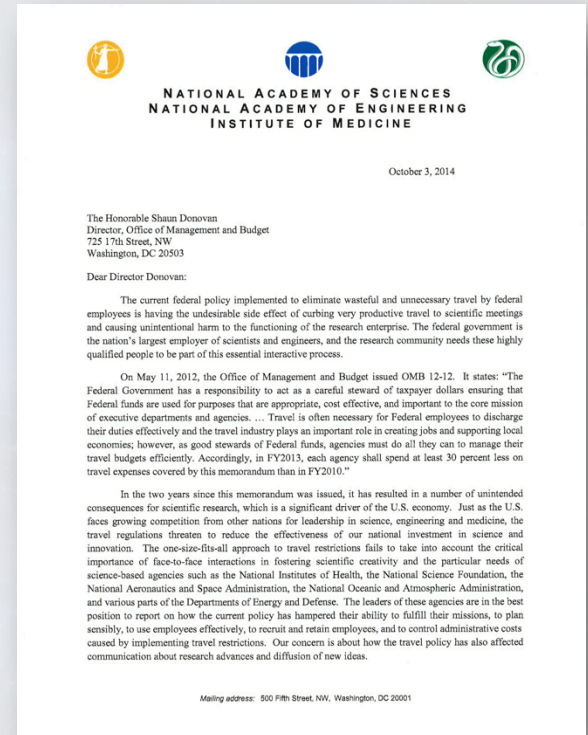 NATIONAL ACADEMY OF SCIENCES
NATIONAL ACADEMY OF ENGINEERING
INSTITUTE OF MEDICINE
October 3, 2014
The Honorable Shaun Donovan
Director, Office of Management and Budget
725 17th Street, NW
Washington, DC 20503
Dear Director Donovan:
The current federal policy implemented to eliminate wasteful and unnecessary travel by federal
employees is having the undesirable side effect of curbing very productive travel to scientific meetings
and causing unintentional harm to the functioning of the research enterprise. The federal government is
the nation's largest employer of scientists and engineers, and the research community needs these highly
qualified people to be part of this essential interactive process.
On May 11, 2012, the Office of Management and Budget issued OMB 12-12. It states: "The
Federal Government has a responsibility to act as a careful steward of taxpayer dollars ensuring that
Federal funds are used for purposes that are appropriate, cost effective, and important to the core mission
of executive departments and agencies. … Travel is often necessary for Federal employees to discharge
their duties effectively and the travel industry plays an important role in creating jobs and supporting local
economies; however, as good stewards of Federal funds, agencies must do all they can to manage their
travel budgets efficiently. Accordingly, in FY2013, each agency shall spend at least 30 percent less on
travel expenses covered by this memorandum than in FY2010."
In the two years since this memorandum was issued, it has resulted in a number of unintended
consequences for scientific research, which is a significant driver of the U.S. economy. Just as the U.S.
faces growing competition from other nations for leadership in science, engineering and medicine, the
travel regulations threaten to reduce the effectiveness of our national investment in science and
innovation. The one-size-fits-all approach to travel restrictions fails to take into account the critical
importance of face-to-face interactions in fostering scientific creativity and the particular needs of
science-based agencies such as the National Institutes of Health, the National Science Foundation, the
National Aeronautics and Space Administration, the National Oceanic and Atmospheric Administration,
and various parts of the Departments of Energy and Defense. The leaders of these agencies are in the best
position to report on how the current policy has hampered their ability to fulfill their missions, to plan
sensibly, to use employees effectively, to recruit and retain employees, and to control administrative costs
caused by implementing travel restrictions. Our concern is about how the travel policy has also affected
communication about research advances and diffusion of new ideas.
Mailing address: 500 Fifth Street, NW, Washington, DC 20001